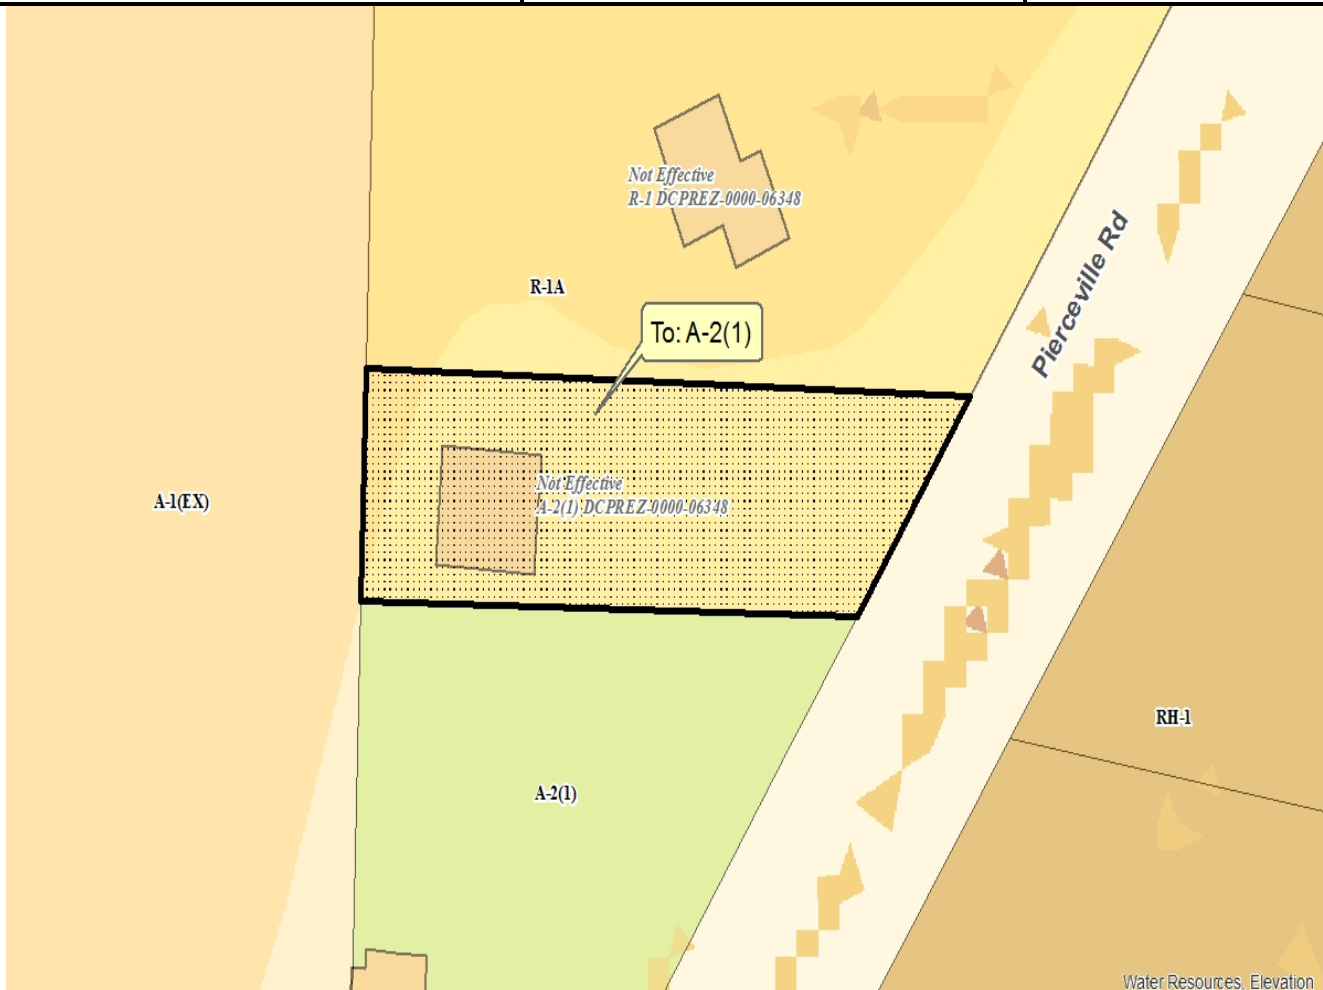 Not Effective
R-1 DCPREZ-0000-06348
Pierceville Rd
R-1A
To: A-2(1)
Not Effective
A-2(1) DCPREZ-0000-06348
A-1(EX)
RH-1
A-2(1)
Water Resources, Elevation